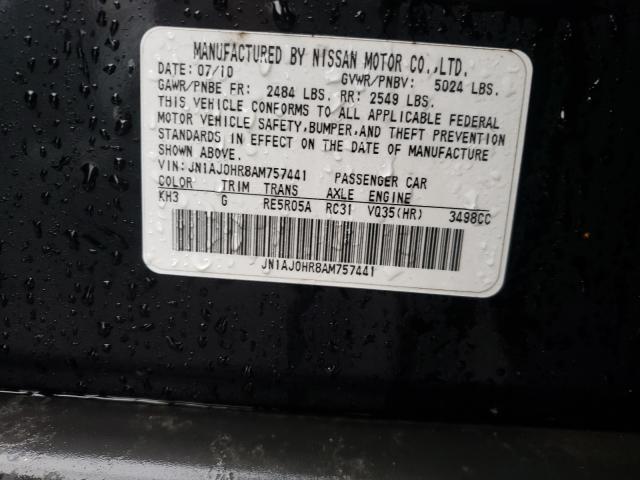 MANUFACTURED BY NISSAN MOTOR CO.,LTD.
DATE: 07/10 GVWR/PNBV: 5024 LBS.
GAWR/PNBE FR: 2484 LBS. RR: 2549 LBS.
THIS VEHICLE CONFORMS TO ALL APPLICABLE FEDERAL
MOTOR VEHICLE SAFETY,BUMPER,AND THEFT PREVENTION
STANDARDS IN EFFECT ON THE DATE OF MANUFACTURE
SHOWN ABOVE.
VIN: JN1AJ0HR8AM757441 PASSENGER CAR
COLOR TRIM TRANS AXLE ENGINE
KH3 G RE5R05A RC31 VQ35(HR) 3498CC
JN1AJ0HR8AM757441